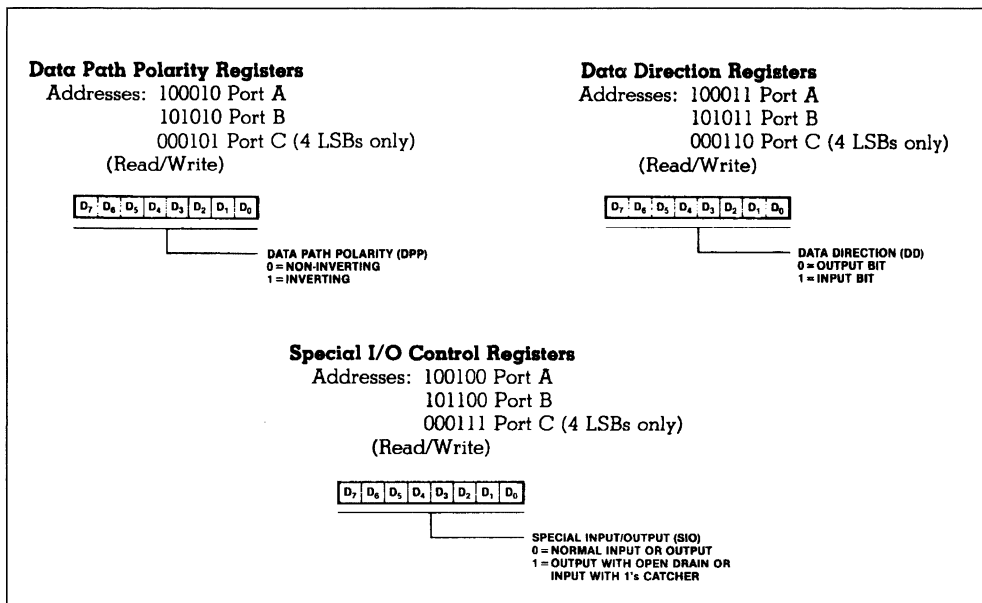 Data Path Polarity Registers
Addresses: 100010 Port A
101010 Port B
000101 Port C (4 LSBs only)
(Read/Write)
D7 D6 D5 D4 D3 D2 D1 D0
DATA PATH POLARITY (DPP)
0 = NON-INVERTING
1 = INVERTING
Data Direction Registers
Addresses: 100011 Port A
101011 Port B
000110 Port C (4 LSBs only)
(Read/Write)
D7 D6 D5 D4 D3 D2 D1 D0
DATA DIRECTION (DD)
0 = OUTPUT BIT
1 = INPUT BIT
Special I/O Control Registers
Addresses: 100100 Port A
101100 Port B
000111 Port C (4 LSBs only)
(Read/Write)
D7 D6 D5 D4 D3 D2 D1 D0
SPECIAL INPUT/OUTPUT (SIO)
0 = NORMAL INPUT OR OUTPUT
1 = OUTPUT WITH OPEN DRAIN OR
INPUT WITH 1's CATCHER